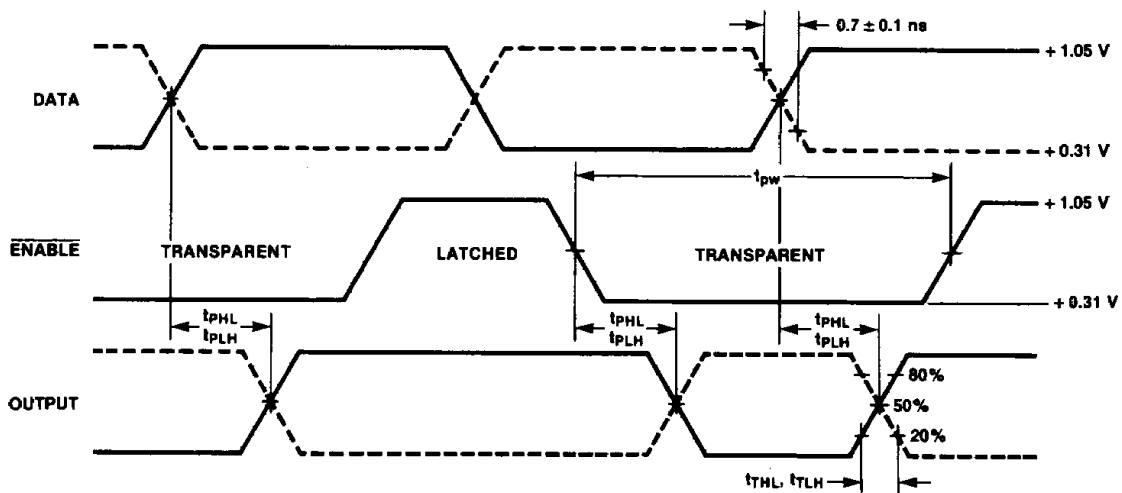 0.7 ± 0.1 ns
+ 1.05 V
DATA
+ 0.31 V
tpw
+ 1.05 V
ENABLE
TRANSPARENT
LATCHED
TRANSPARENT
+ 0.31 V
tPHL
tPLH
tPHL
tPLH
tPHL
tPLH
80%
OUTPUT
50%
20%
tTHL, tTLH